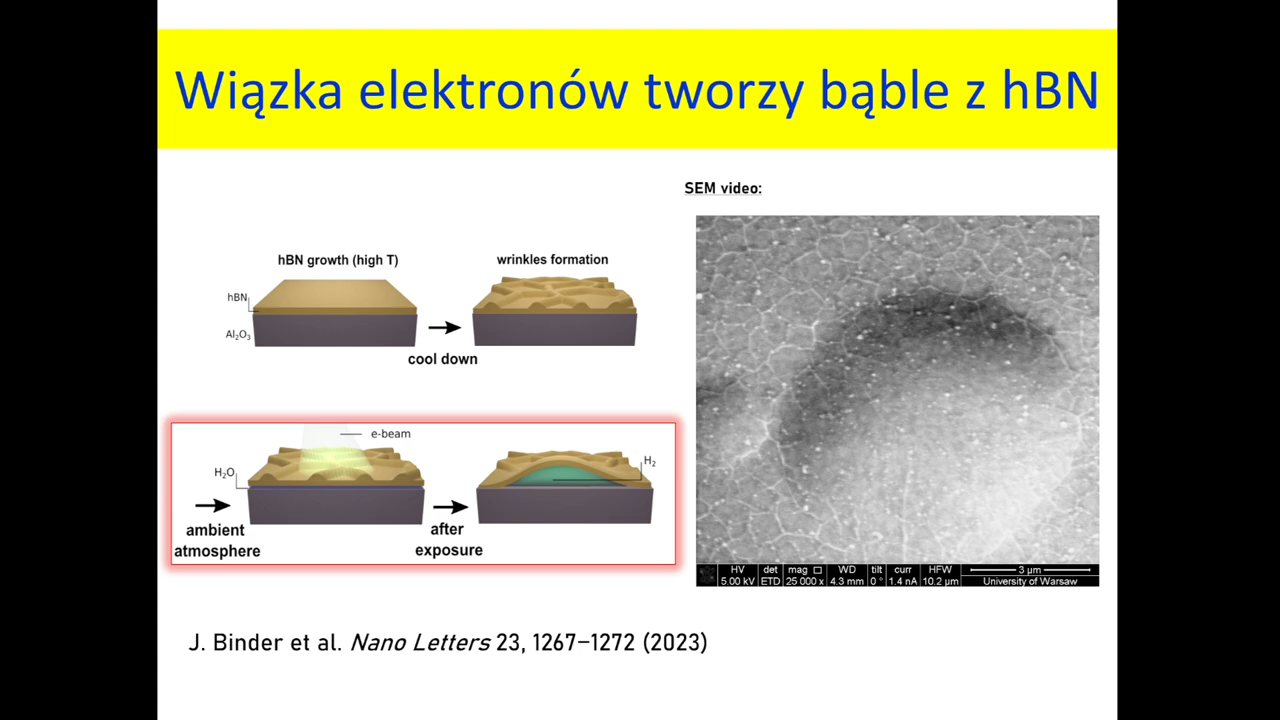 Wiązka elektronów tworzy bąble z hBN
SEM video:
hBN growth (high T)
wrinkles formation
hBN
Al₂O₃
cool down
e-beam
H₂O
H₂
ambient
atmosphere
after
exposure
HV det mag □ WD tilt curr HFW 3 µm
5.00 kV ETD 25 000 x 4.3 mm 0 ° 1.4 nA 10.2 µm University of Warsaw
J. Binder et al. Nano Letters 23, 1267–1272 (2023)